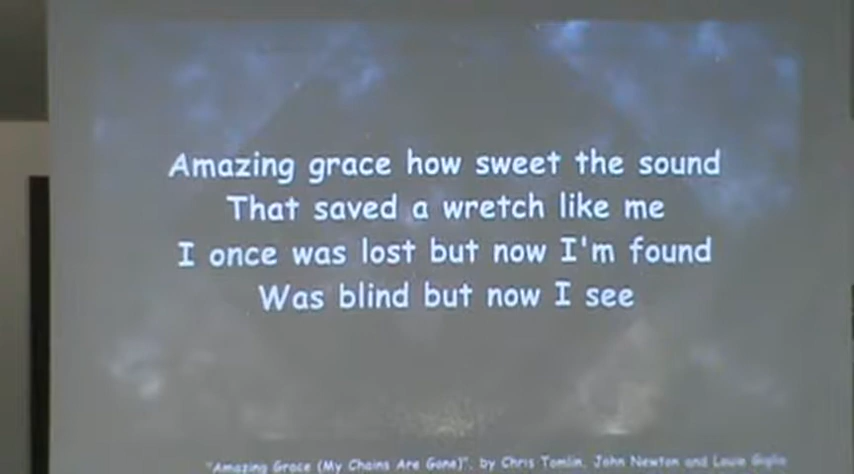 Amazing grace how sweet the sound
That saved a wretch like me
I once was lost but now I'm found
Was blind but now I see
"Amazing Grace (My Chains Are Gone)", by Chris Tomlin, John Newton and Louie Giglio